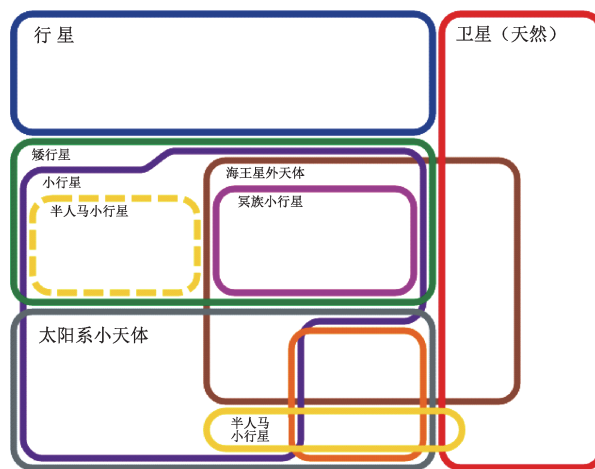 行 星
卫星（天然）
矮行星
小行星
海王星外天体
半人马小行星
冥族小行星
太阳系小天体
半人马
小行星